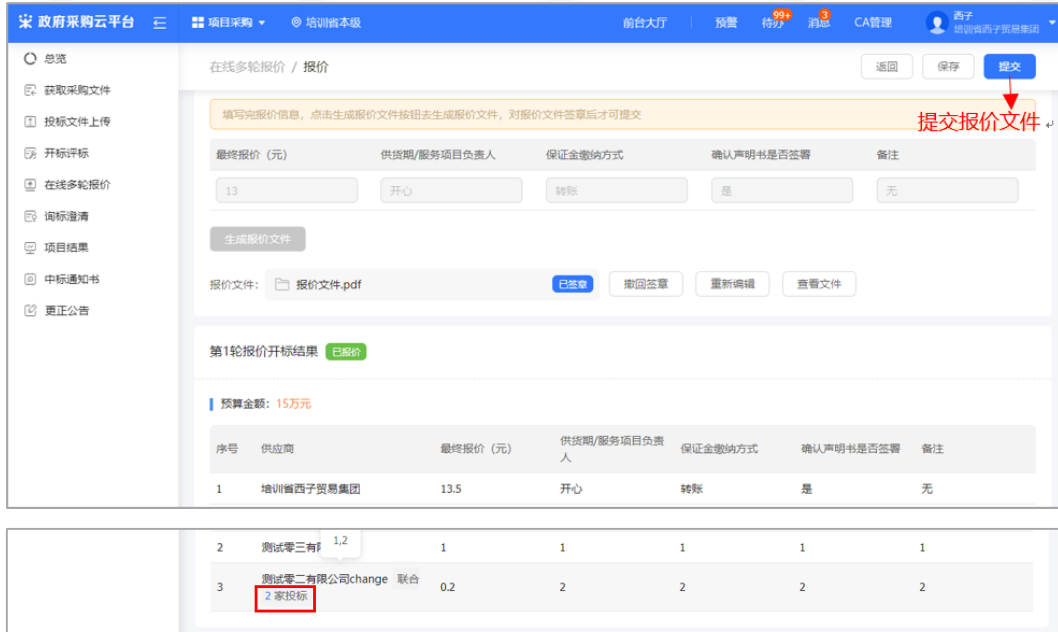 政府采购云平台 项目采购 培训省本级 前台大厅 预警 待办 99+ 消息 3 CA管理 西子
培训省西子贸易集团
总览
获取采购文件
投标文件上传
开标评标
在线多轮报价
询标澄清
项目结果
中标通知书
更正公告
在线多轮报价 / 报价 返回 保存 提交
提交报价文件
填写完报价信息，点击生成报价文件按钮去生成报价文件，对报价文件签章后才可提交
最终报价（元） 供货期/服务项目负责人 保证金缴纳方式 确认声明书是否签署 备注
13 开心 转账 是 无
生成报价文件
报价文件： 报价文件.pdf 已签章 撤回签章 重新编辑 查看文件
第1轮报价开标结果 已报价
预算金额：15万元
序号 供应商 最终报价（元） 供货期/服务项目负责
人 保证金缴纳方式 确认声明书是否签署 备注
1 培训省西子贸易集团 13.5 开心 转账 是 无
1,2
2 测试零三有 1 1 1 1 1
3 测试零二有限公司change 联合
2 家投标 0.2 2 2 2 2